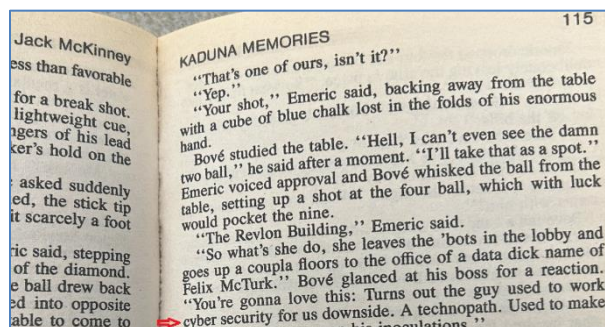 Jack McKinney
ess than favorable
for a break shot.
lightweight cue,
ngers of his lead
ker's hold on the
asked suddenly
ed, the stick tip
it scarcely a foot
ric said, stepping
of the diamond.
e ball drew back
ed into opposite
able to come to
KADUNA MEMORIES
115
"That's one of ours, isn't it?"
"Yep."
"Your shot," Emeric said, backing away from the table
with a cube of blue chalk lost in the folds of his enormous
hand.
Bové studied the table. "Hell, I can't even see the damn
two ball," he said after a moment. "I'll take that as a spot."
Emeric voiced approval and Bové whisked the ball from the
table, setting up a shot at the four ball, which with luck
would pocket the nine.
"The Revlon Building," Emeric said.
"So what's she do, she leaves the 'bots in the lobby and
goes up a coupla floors to the office of a data dick name of
Felix McTurk." Bové glanced at his boss for a reaction.
"You're gonna love this: Turns out the guy used to work
cyber security for us downside. A technopath. Used to make
his inoculations."